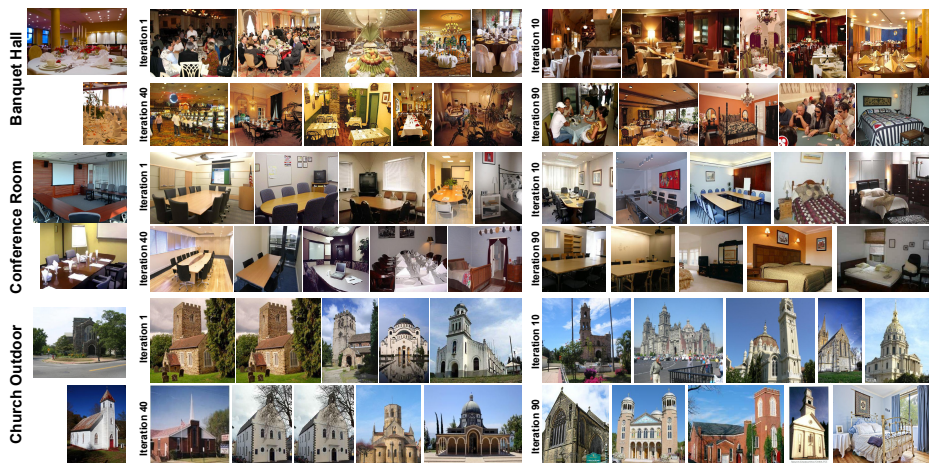 Banquet Hall
Iteration 1
Iteration 10
Iteration 40
Iteration 90
Conference Room
Iteration 1
Iteration 10
Iteration 40
Iteration 90
Church Outdoor
Iteration 1
Iteration 10
Iteration 40
Iteration 90